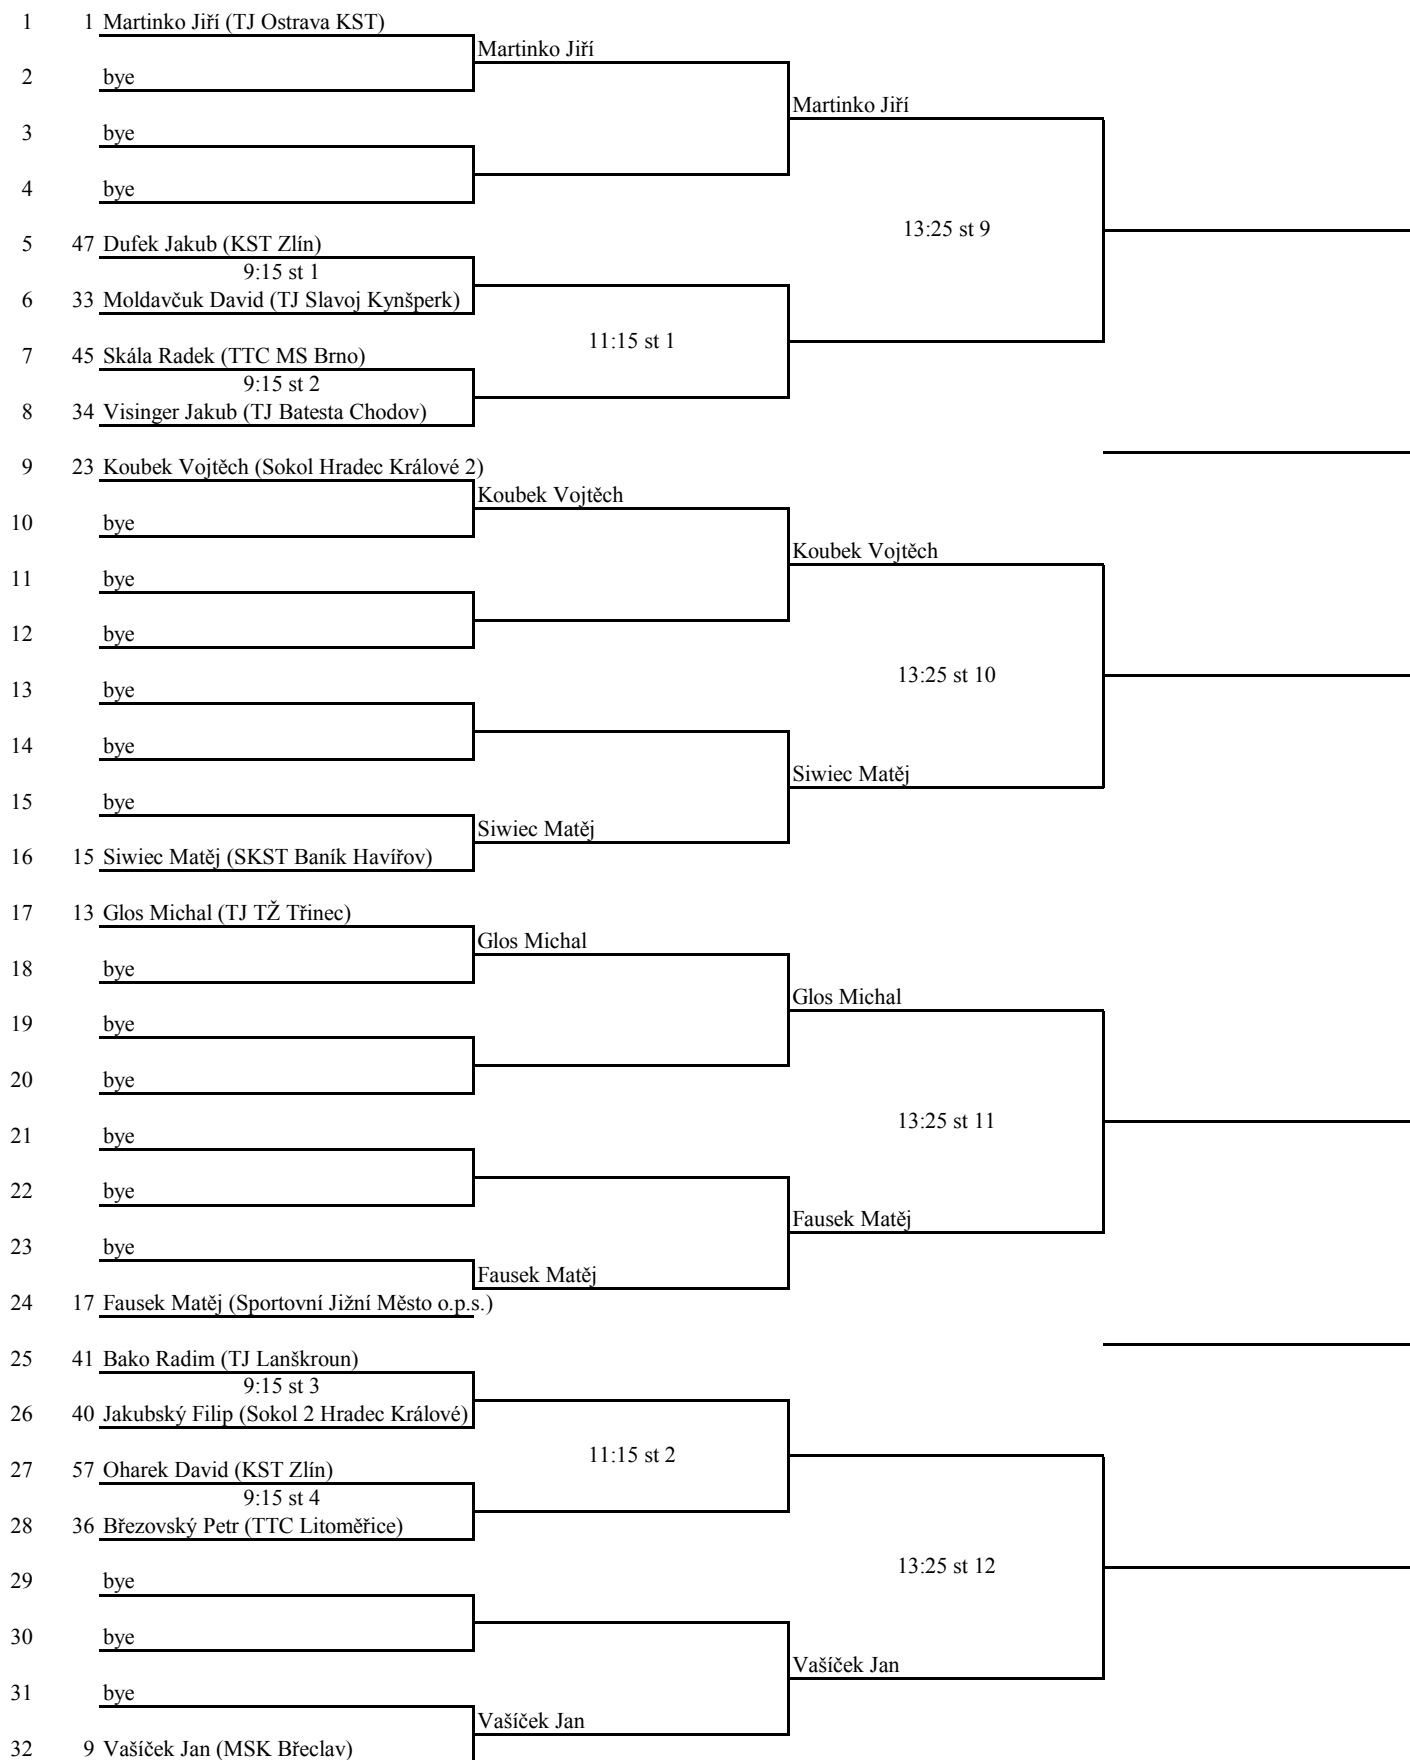 1 1 Martinko Jiří (TJ Ostrava KST)
Martinko Jiří
2 bye
Martinko Jiří
3 bye
4 bye
13:25 st 9
5 47 Dufek Jakub (KST Zlín)
9:15 st 1
6 33 Moldavčuk David (TJ Slavoj Kynšperk)
11:15 st 1
7 45 Skála Radek (TTC MS Brno)
9:15 st 2
8 34 Visinger Jakub (TJ Batesta Chodov)
9 23 Koubek Vojtěch (Sokol Hradec Králové 2)
Koubek Vojtěch
10 bye
Koubek Vojtěch
11 bye
12 bye
13:25 st 10
13 bye
14 bye
Siwiec Matěj
15 bye
Siwiec Matěj
16 15 Siwiec Matěj (SKST Baník Havířov)
17 13 Glos Michal (TJ TŽ Třinec)
Glos Michal
18 bye
Glos Michal
19 bye
20 bye
13:25 st 11
21 bye
22 bye
Fausek Matěj
23 bye
Fausek Matěj
24 17 Fausek Matěj (Sportovní Jižní Město o.p.s.)
25 41 Bako Radim (TJ Lanškroun)
9:15 st 3
26 40 Jakubský Filip (Sokol 2 Hradec Králové)
11:15 st 2
27 57 Oharek David (KST Zlín)
9:15 st 4
28 36 Březovský Petr (TTC Litoměřice)
13:25 st 12
29 bye
30 bye
Vašíček Jan
31 bye
Vašíček Jan
32 9 Vašíček Jan (MSK Břeclav)